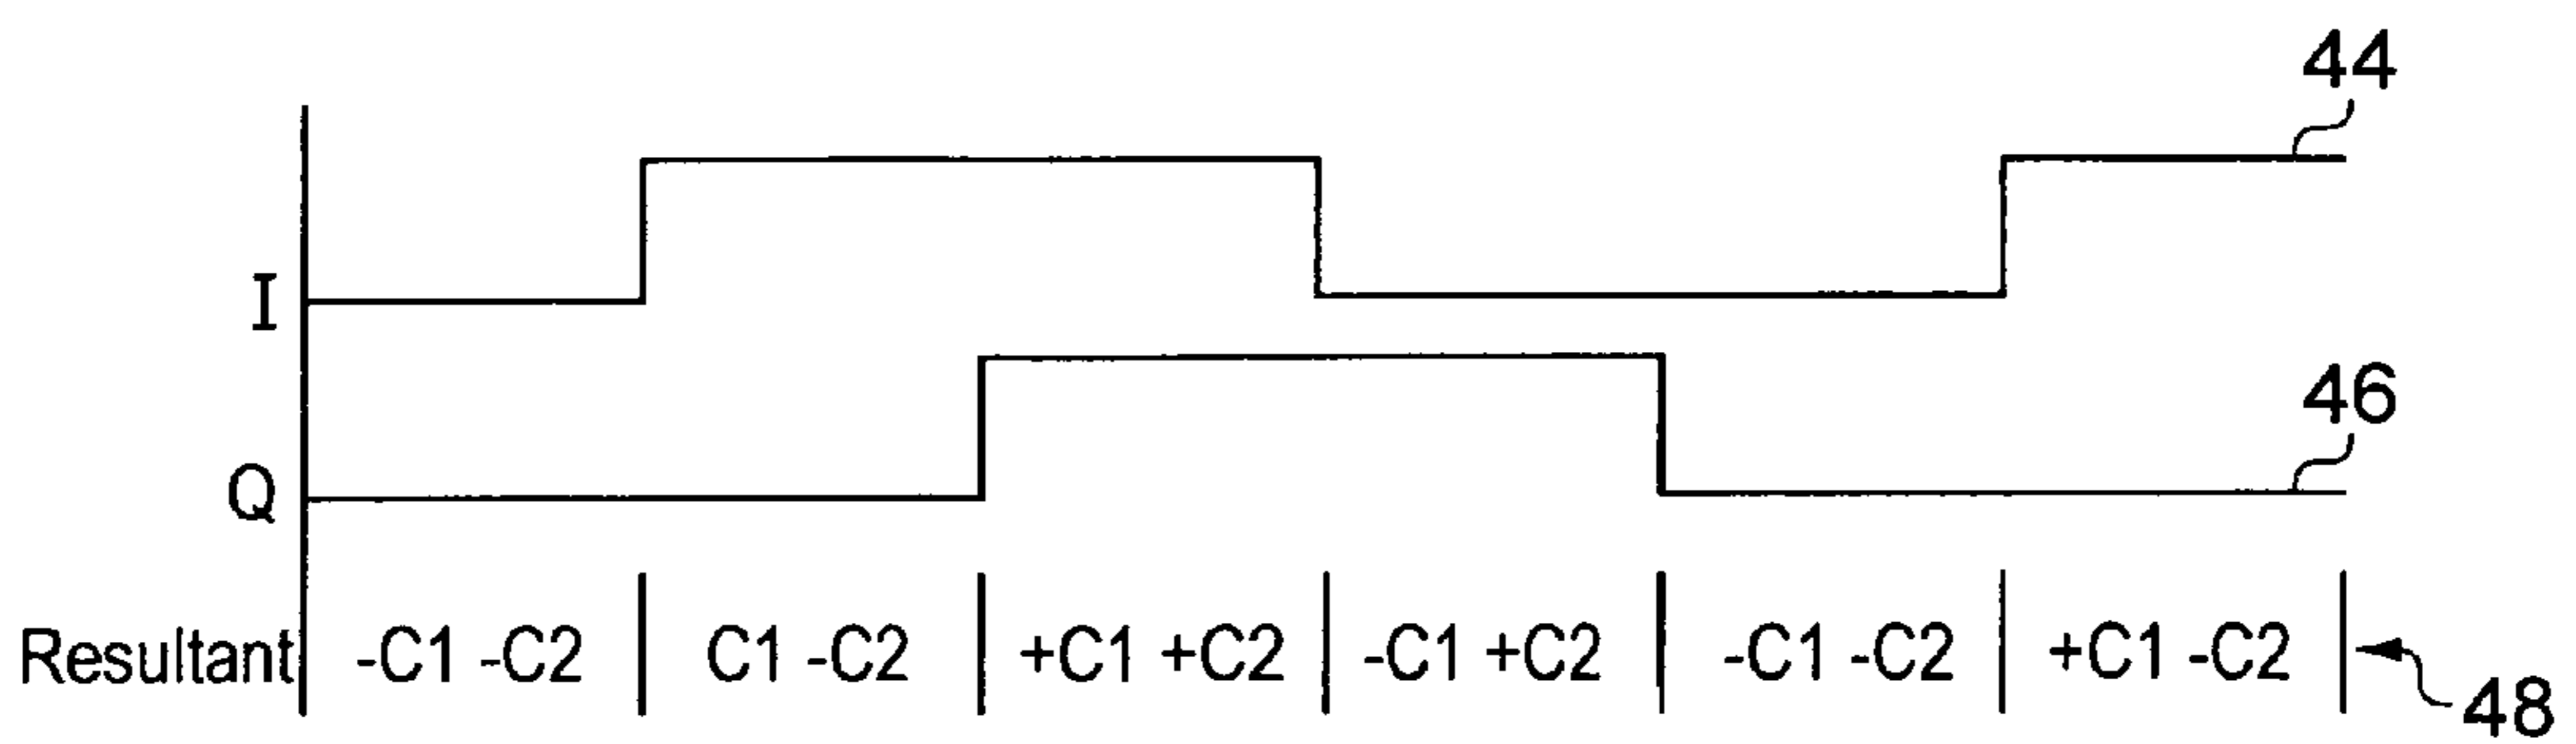 44
I
46
Q
Resultant -C1 -C2 C1 -C2 +C1 +C2 -C1 +C2 -C1 -C2 +C1 -C2
48